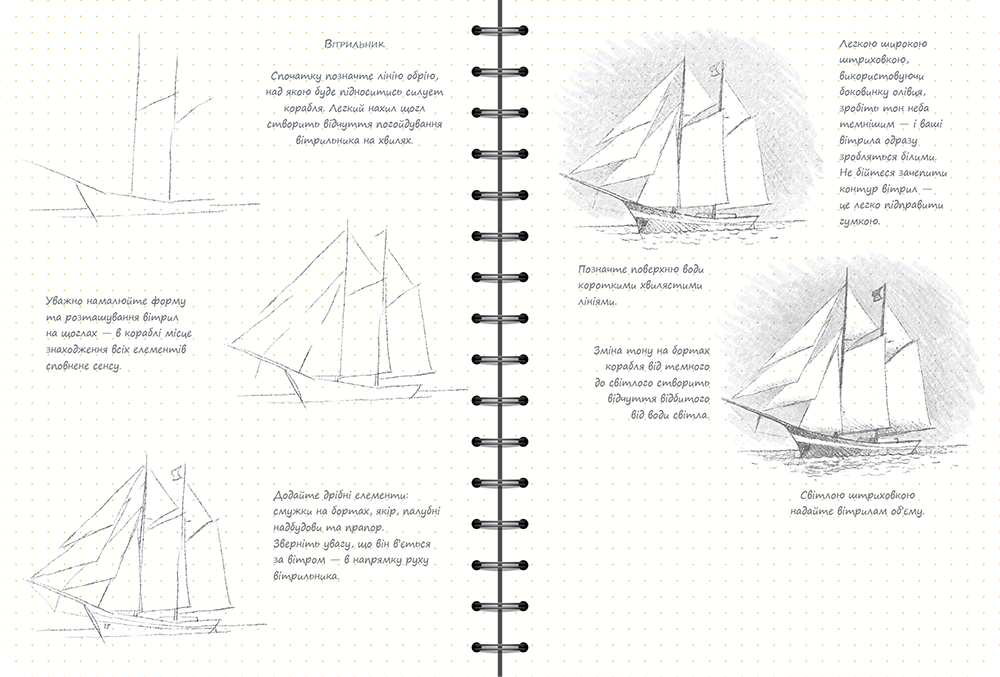 Вітрильник
Спочатку позначте лінію обрію,
над якою буде підноситись силует
корабля. Легкий нахил щогл
створить відчуття погойдування
вітрильника на хвилях.
Уважно намалюйте форму
та розташування вітрил
на щоглах — в кораблі місце
знаходження всіх елементів
сповнене сенсу.
Додайте дрібні елементи:
смужки на бортах, якір, палубні
надбудови та прапор.
Зверніть увагу, що він в'ється
за вітром — в напрямку руху
вітрильника.
Легкою широкою
штриховкою,
використовуючи
боковинку олівця,
зробіть тон неба
темнішим — і ваші
вітрила одразу
зробляться білими.
Не бійтеся зачепити
контур вітрил —
це легко підправити
гумкою.
Позначте поверхню води
короткими хвилястими
лініями.
Зміна тону на бортах
корабля від темного
до світлого створить
відчуття відбитого
від води світла.
Світлою штриховкою
надайте вітрилам об'єму.